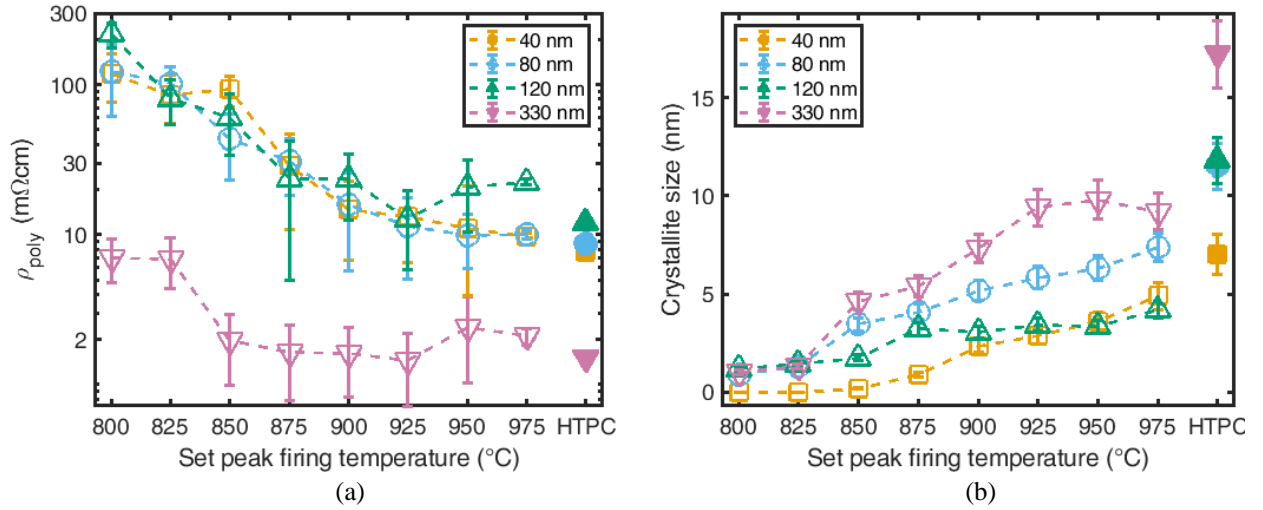 (a)
300
100
30
10
2
ρpoly (mΩcm)
40 nm
80 nm
120 nm
330 nm
800 825 850 875 900 925 950 975 HTPC
Set peak firing temperature (°C)
(a)
(b)
15
10
5
0
Crystallite size (nm)
40 nm
80 nm
120 nm
330 nm
800 825 850 875 900 925 950 975 HTPC
Set peak firing temperature (°C)
(b)